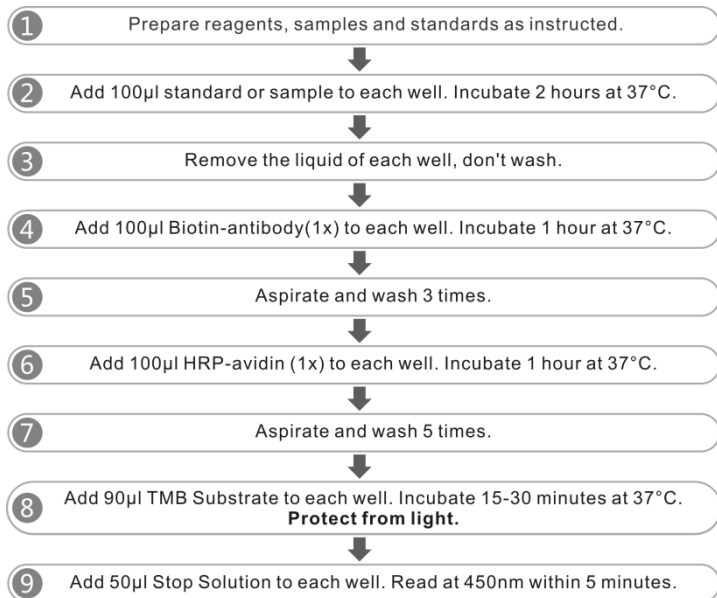 1 Prepare reagents, samples and standards as instructed.
2 Add 100μl standard or sample to each well. Incubate 2 hours at 37°C.
3 Remove the liquid of each well, don't wash.
4 Add 100μl Biotin-antibody(1x) to each well. Incubate 1 hour at 37°C.
5 Aspirate and wash 3 times.
6 Add 100μl HRP-avidin (1x) to each well. Incubate 1 hour at 37°C.
7 Aspirate and wash 5 times.
8 Add 90μl TMB Substrate to each well. Incubate 15-30 minutes at 37°C.
Protect from light.
9 Add 50μl Stop Solution to each well. Read at 450nm within 5 minutes.